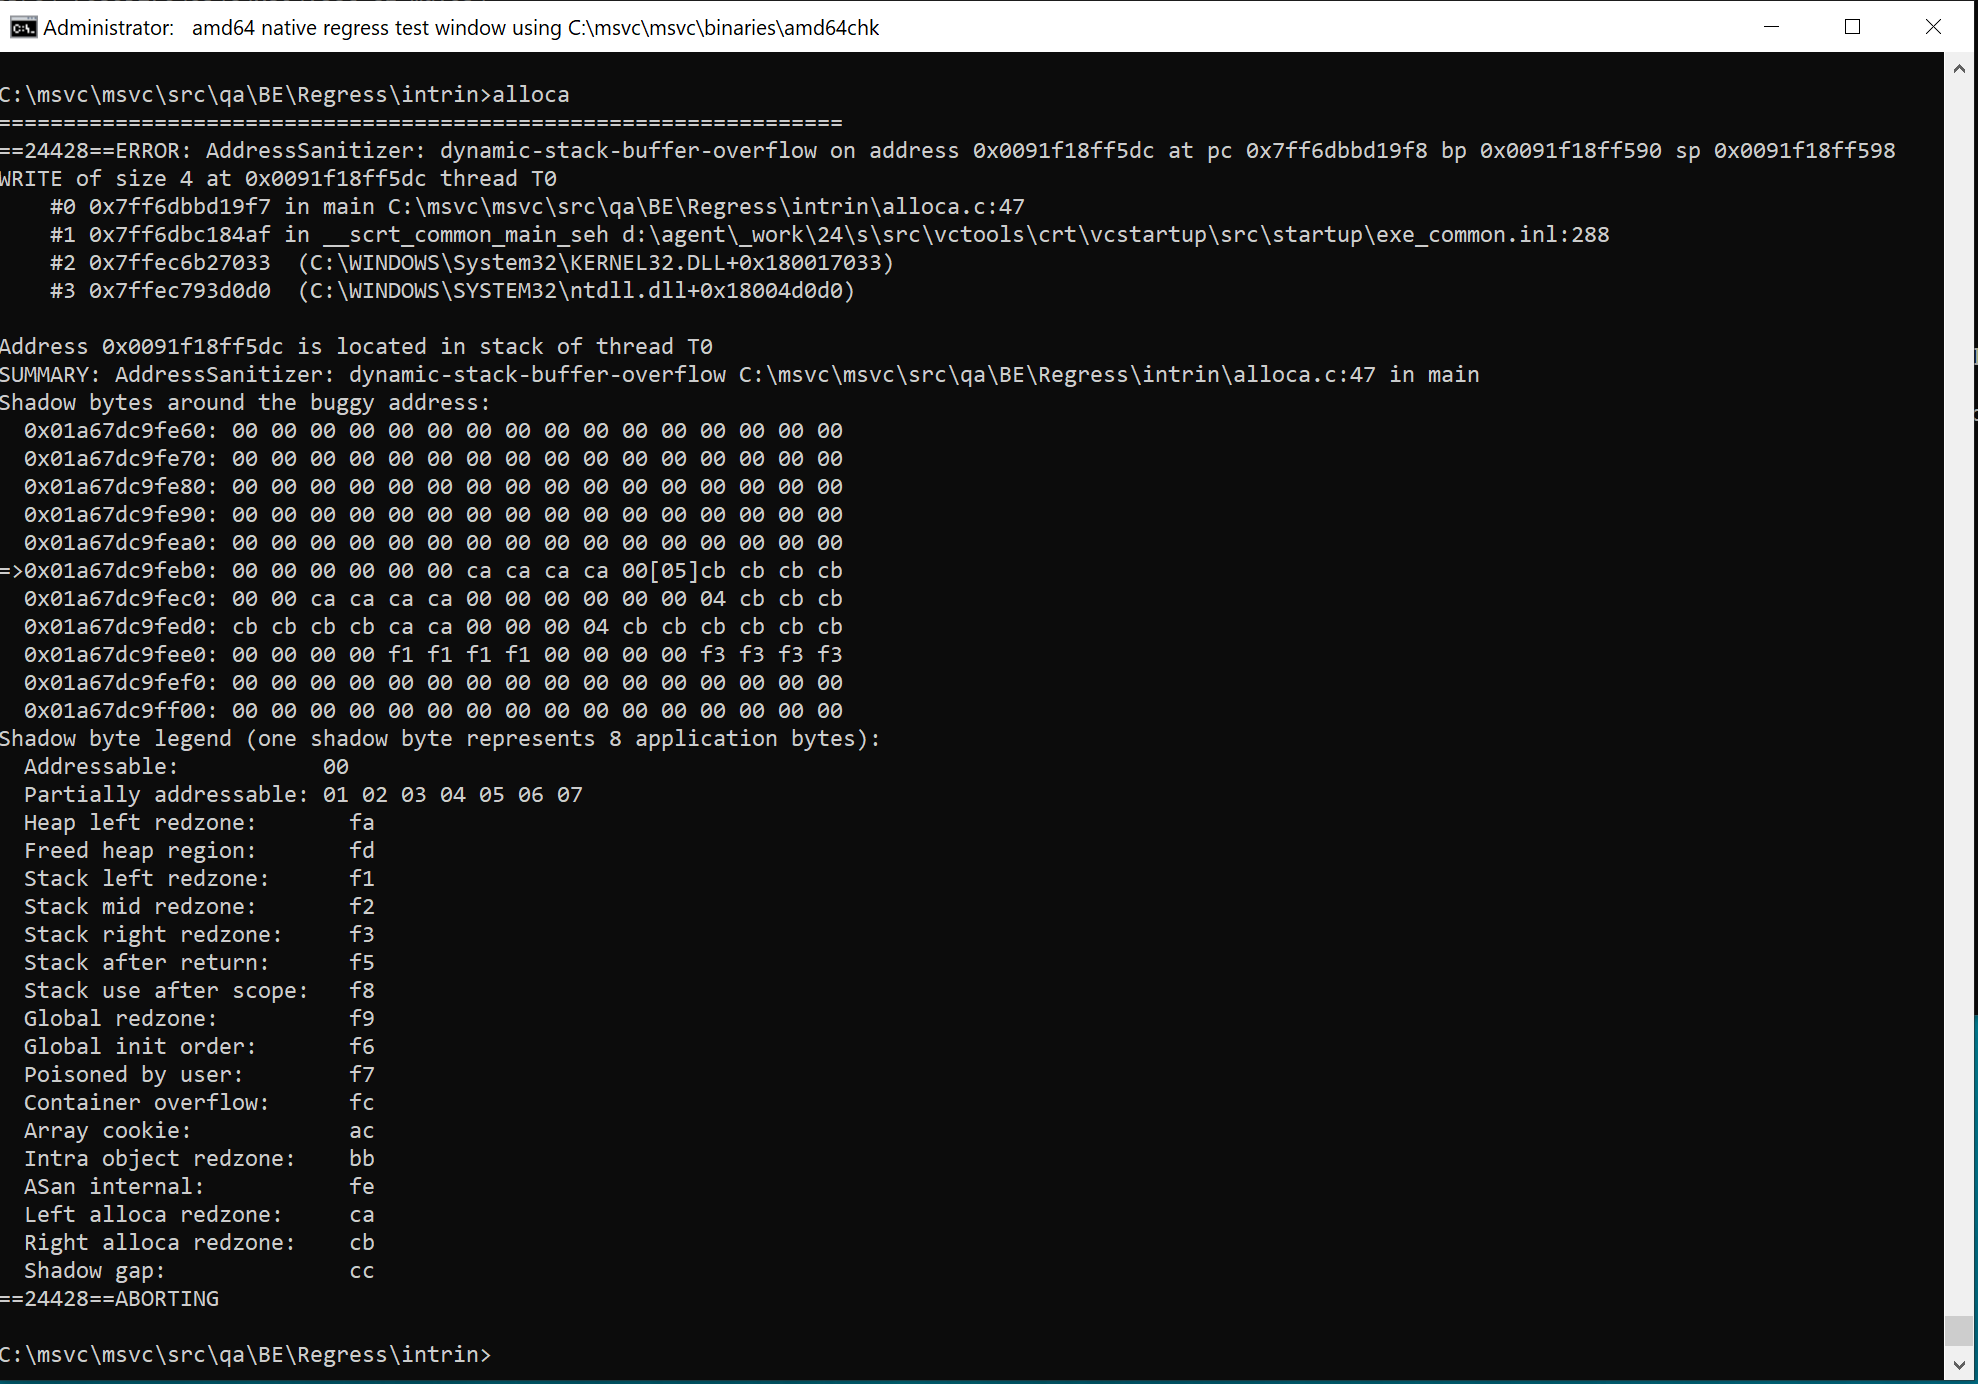 Administrator:   amd64 native regress test window using C:\msvc\msvc\binaries\amd64chk
C:\msvc\msvc\src\qa\BE\Regress\intrin>alloca
=================================================================
==24428==ERROR: AddressSanitizer: dynamic-stack-buffer-overflow on address 0x0091f18ff5dc at pc 0x7ff6dbbd19f8 bp 0x0091f18ff590 sp 0x0091f18ff598
WRITE of size 4 at 0x0091f18ff5dc thread T0
    #0 0x7ff6dbbd19f7 in main C:\msvc\msvc\src\qa\BE\Regress\intrin\alloca.c:47
    #1 0x7ff6dbc184af in __scrt_common_main_seh d:\agent\_work\24\s\src\vctools\crt\vcstartup\src\startup\exe_common.inl:288
    #2 0x7ffec6b27033  (C:\WINDOWS\System32\KERNEL32.DLL+0x180017033)
    #3 0x7ffec793d0d0  (C:\WINDOWS\SYSTEM32\ntdll.dll+0x18004d0d0)
Address 0x0091f18ff5dc is located in stack of thread T0
SUMMARY: AddressSanitizer: dynamic-stack-buffer-overflow C:\msvc\msvc\src\qa\BE\Regress\intrin\alloca.c:47 in main
Shadow bytes around the buggy address:
  0x01a67dc9fe60: 00 00 00 00 00 00 00 00 00 00 00 00 00 00 00 00
  0x01a67dc9fe70: 00 00 00 00 00 00 00 00 00 00 00 00 00 00 00 00
  0x01a67dc9fe80: 00 00 00 00 00 00 00 00 00 00 00 00 00 00 00 00
  0x01a67dc9fe90: 00 00 00 00 00 00 00 00 00 00 00 00 00 00 00 00
  0x01a67dc9fea0: 00 00 00 00 00 00 00 00 00 00 00 00 00 00 00 00
=>0x01a67dc9feb0: 00 00 00 00 00 00 ca ca ca ca 00[05]cb cb cb cb
  0x01a67dc9fec0: 00 00 ca ca ca ca 00 00 00 00 00 00 04 cb cb cb
  0x01a67dc9fed0: cb cb cb cb ca ca 00 00 00 04 cb cb cb cb cb cb
  0x01a67dc9fee0: 00 00 00 00 f1 f1 f1 f1 00 00 00 00 f3 f3 f3 f3
  0x01a67dc9fef0: 00 00 00 00 00 00 00 00 00 00 00 00 00 00 00 00
  0x01a67dc9ff00: 00 00 00 00 00 00 00 00 00 00 00 00 00 00 00 00
Shadow byte legend (one shadow byte represents 8 application bytes):
  Addressable:           00
  Partially addressable: 01 02 03 04 05 06 07
  Heap left redzone:       fa
  Freed heap region:       fd
  Stack left redzone:      f1
  Stack mid redzone:       f2
  Stack right redzone:     f3
  Stack after return:      f5
  Stack use after scope:   f8
  Global redzone:          f9
  Global init order:       f6
  Poisoned by user:        f7
  Container overflow:      fc
  Array cookie:            ac
  Intra object redzone:    bb
  ASan internal:           fe
  Left alloca redzone:     ca
  Right alloca redzone:    cb
  Shadow gap:              cc
==24428==ABORTING
C:\msvc\msvc\src\qa\BE\Regress\intrin>